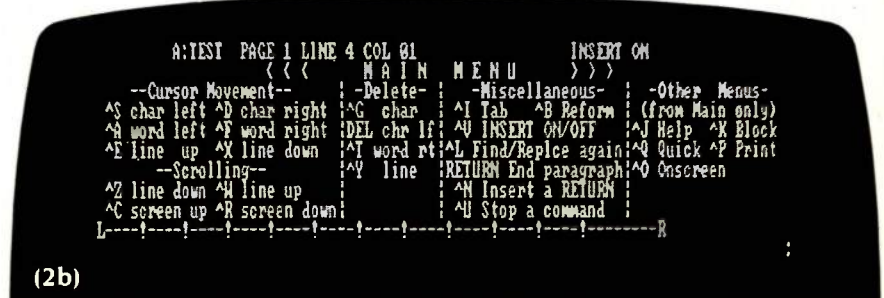 A:TEST PAGE 1 LINE 4 COL 01 INSERT ON
< < < M A I N M E N U > > >
--Cursor Movement-- | -Delete- | -Miscellaneous- | -Other Menus-
^S char left ^D char right |^G char | ^I Tab ^B Reform | (from Main only)
^A word left ^F word right |DEL chr lf| ^V INSERT ON/OFF |^J Help ^K Block
^E line up ^X line down |^T word rt|^L Find/Replce again|^Q Quick ^P Print
--Scrolling-- |^Y line |RETURN End paragraph|^O Onscreen
^Z line down ^W line up | | ^N Insert a RETURN |
^C screen up ^R screen down| | ^U Stop a command |
L----!----!----!----!----!----!----!----!----!----!--------R
;
(2b)